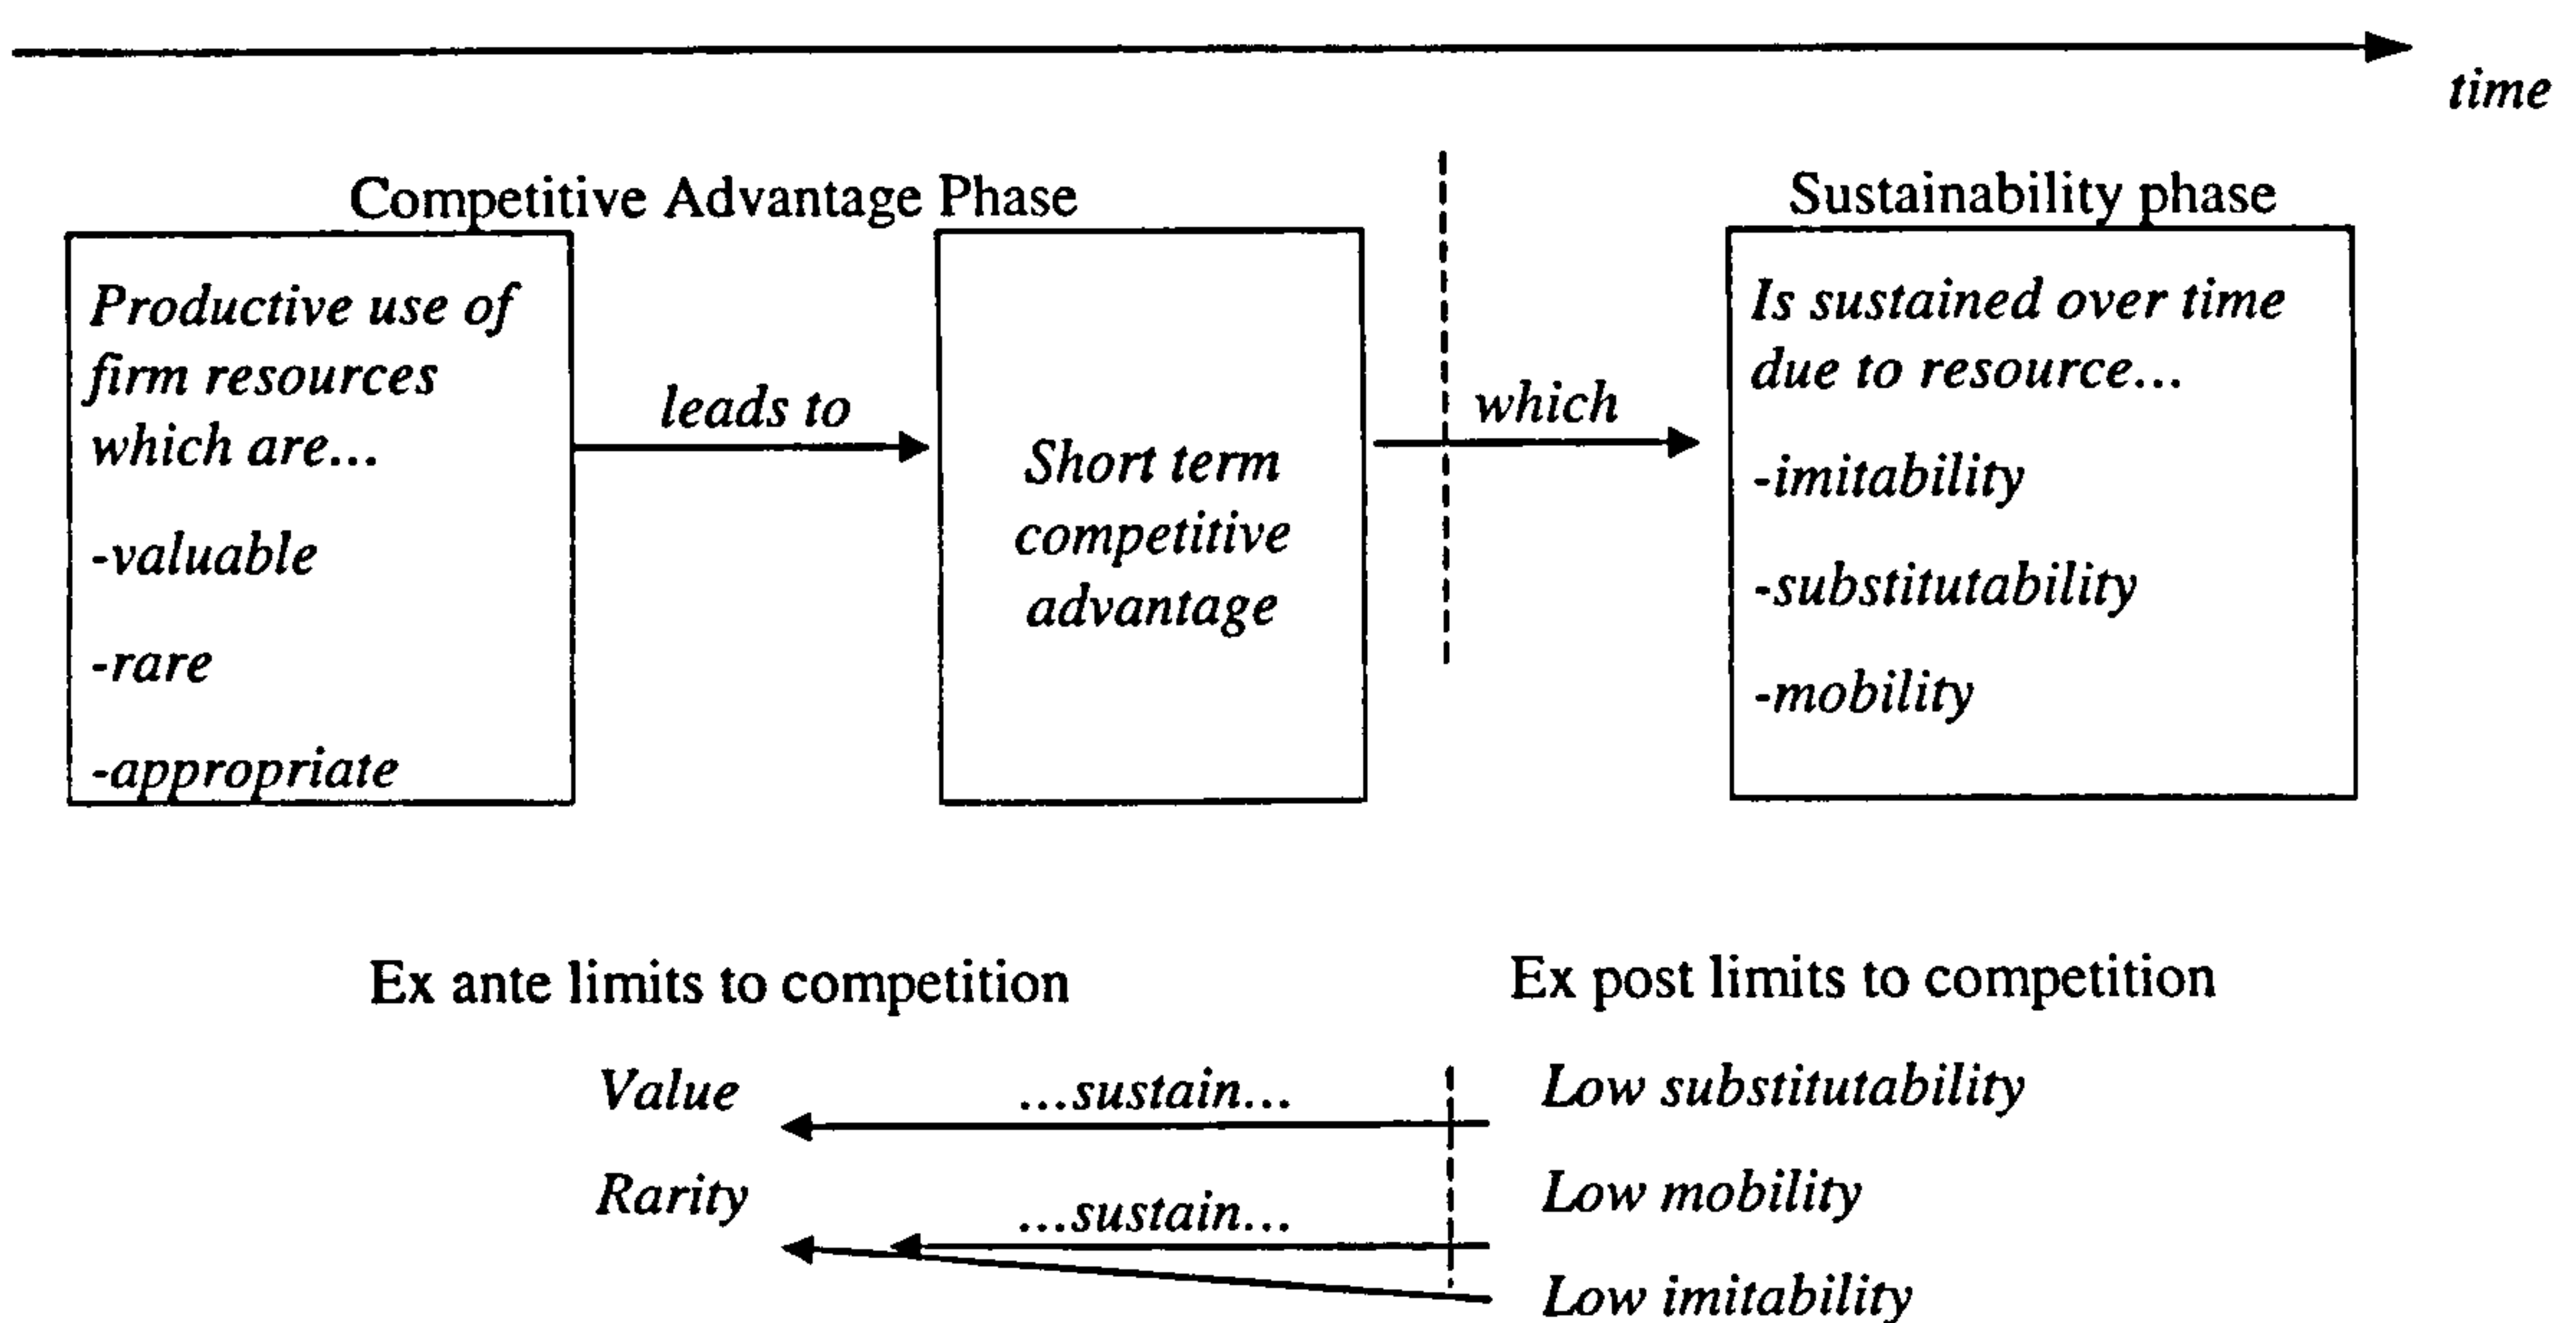 time
Competitive Advantage Phase
Sustainability phase
Productive use of
firm resources
which are...
-valuable
-rare
-appropriate
leads to
Short term
competitive
advantage
which
Is sustained over time
due to resource...
-imitability
-substitutability
-mobility
Ex ante limits to competition
Ex post limits to competition
Value
...sustain...
Low substitutability
Rarity
...sustain...
Low mobility
Low imitability